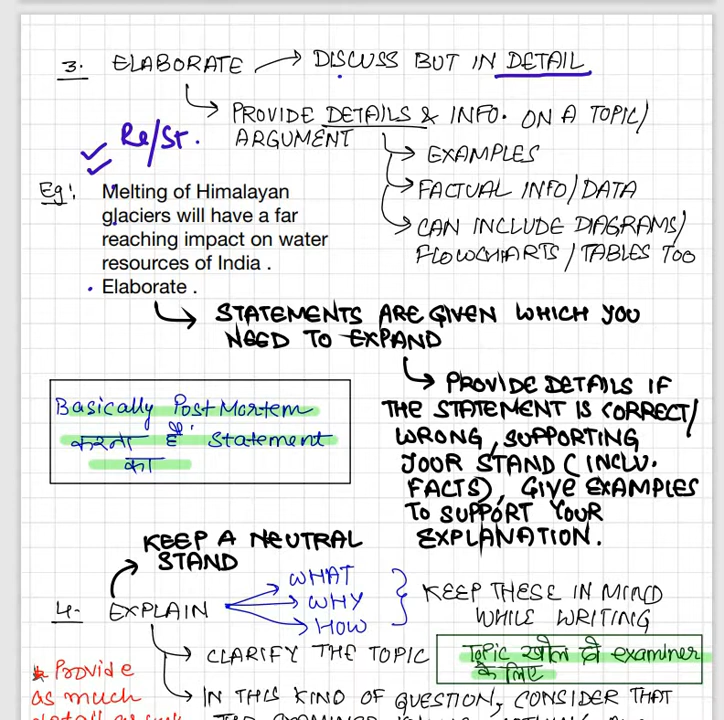 3. ELABORATE → DISCUSS BUT IN DETAIL
PROVIDE DETAILS & INFO. ON A TOPIC/
ARGUMENT
Re/St.
EXAMPLES
FACTUAL INFO/DATA
CAN INCLUDE DIAGRAMS/
FLOWCHARTS/TABLES TOO
Eg:
Melting of Himalayan
glaciers will have a far
reaching impact on water
resources of India .
Elaborate .
STATEMENTS ARE GIVEN WHICH YOU
NEED TO EXPAND
PROVIDE DETAILS IF
THE STATEMENT IS CORRECT/
WRONG, SUPPORTING
YOUR STAND (INCLU.
FACTS), GIVE EXAMPLES
TO SUPPORT YOUR
EXPLANATION.
Basically PostMortem
करना है Statement
का
KEEP A NEUTRAL
STAND
4. EXPLAIN
WHAT
WHY
HOW
KEEP THESE IN MIND
WHILE WRITING
CLARIFY THE TOPIC
Topic खोल दो examiner
के लिए
* Provide
as much
IN THIS KIND OF QUESTION, CONSIDER THAT